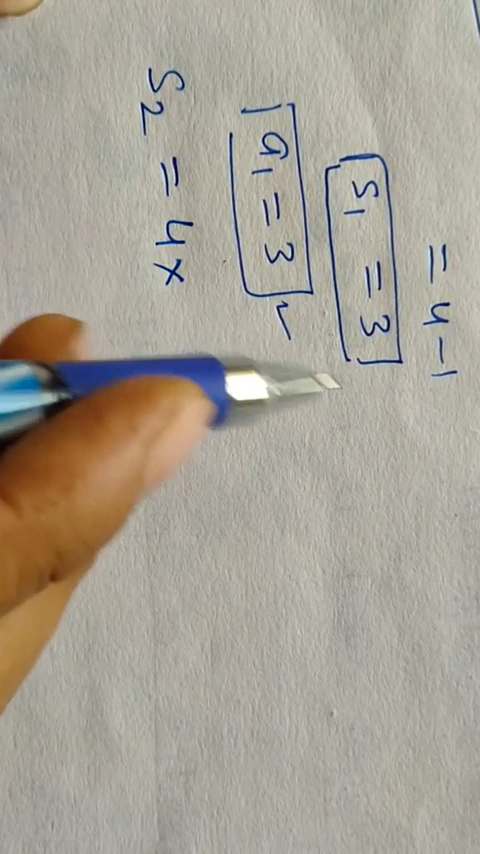 = 4-1
S1 = 3
a1 = 3 ✓
S2 = 4x